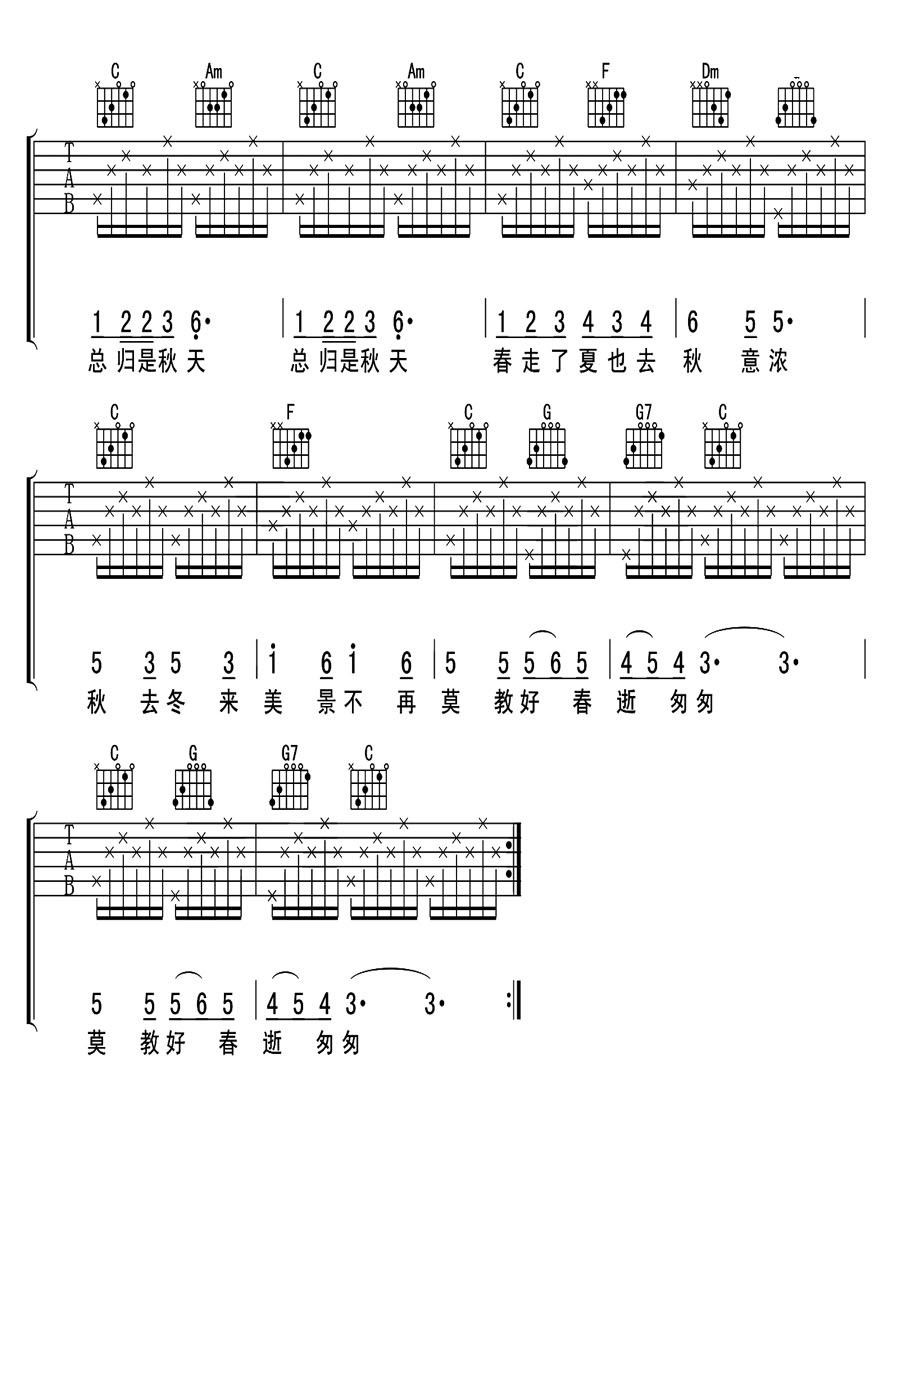 C Am C Am C F Dm
T
A
B
1 2 2 3 6· 1 2 2 3 6· 1 2 3 4 3 4 6 5 5·
总 归是秋 天 总 归是秋 天 春 走 了 夏 也 去 秋 意 浓
C F C G G7 C
T
A
B
5 3 5 3 1 6 1 6 5 5 5 6 5 4 5 4 3· 3·
秋 去 冬 来 美 景 不 再 莫 教 好 春 逝 匆 匆
C G G7 C
T
A
B
5 5 5 6 5 4 5 4 3· 3· :
莫 教 好 春 逝 匆 匆